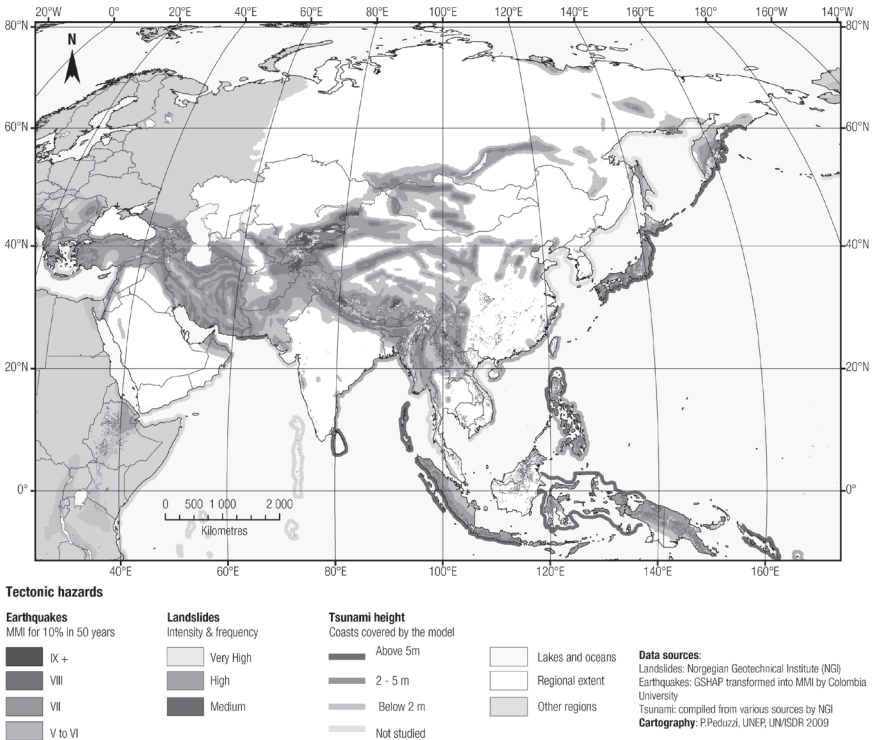 20°W 0° 20°E 40°E 60°E 80°E 100°E 120°E 140°E 160°E 180°W 160°W 140°W
80°N 80°N
N
60°N 60°N
40°N 40°N
20°N 20°N
0° 0°
0 500 1 000 2 000
Kilometres
40°E 60°E 80°E 100°E 120°E 140°E 160°E
Tectonic hazards
Earthquakes
MMI for 10% in 50 years
IX +
VIII
VII
V to VI
Landslides
Intensity & frequency
Very High
High
Medium
Tsunami height
Coasts covered by the model
Above 5m
2 - 5 m
Below 2 m
Not studied
Lakes and oceans
Regional extent
Other regions
Data sources:
Landslides: Norgegian Geotechnical Institute (NGI)
Earthquakes: GSHAP transformed into MMI by Colombia
University
Tsunami: compiled from various sources by NGI
Cartography: P.Peduzzi, UNEP, UN/ISDR 2009